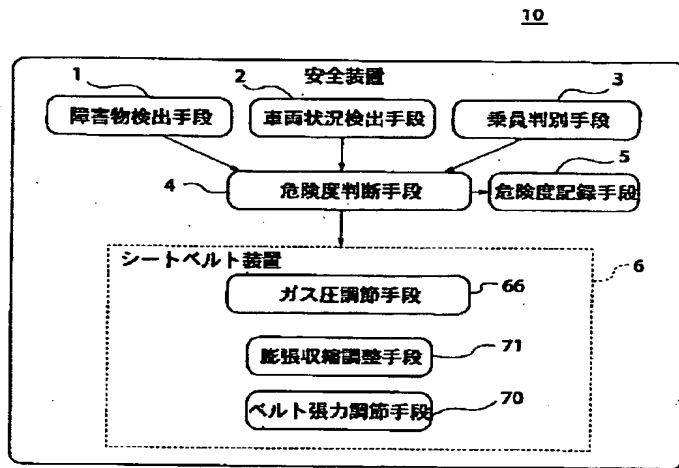 10
安全装置
1
2
3
障害物検出手段
車両状況検出手段
乗員判別手段
4
危険度判断手段
5
危険度記録手段
シートベルト装置
6
ガス圧調節手段
66
膨張収縮調整手段
71
ベルト張力調節手段
70